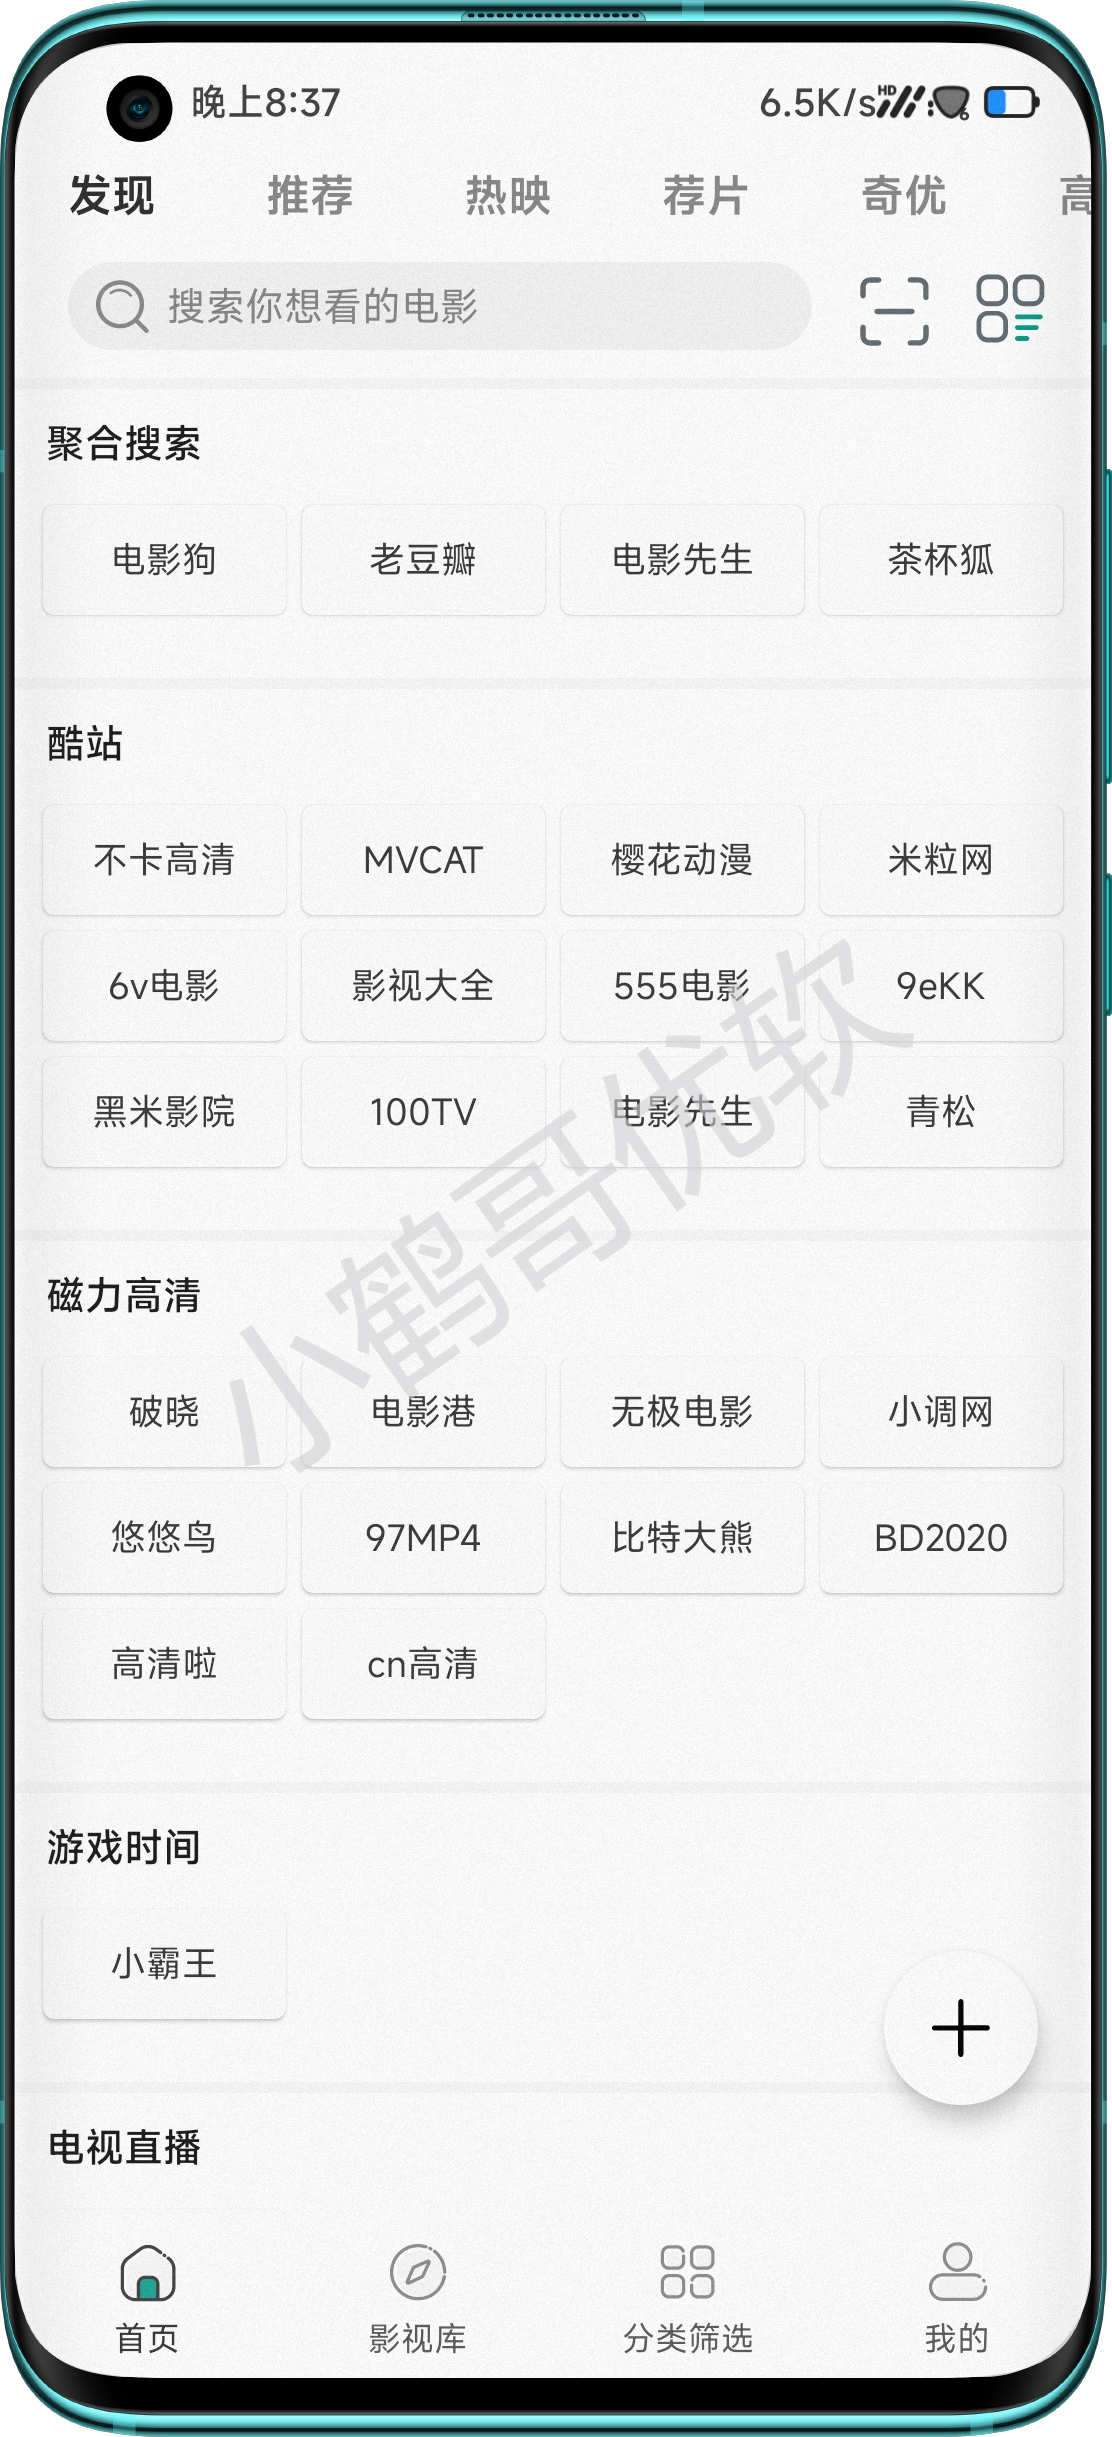 晚上8:37
6.5K/s HD 6
发现 推荐 热映 荐片 奇优 高
搜索你想看的电影
聚合搜索
电影狗 老豆瓣 电影先生 茶杯狐
酷站
不卡高清 MVCAT 樱花动漫 米粒网
6v电影 影视大全 555电影 9eKK
黑米影院 100TV 电影先生 青松
小鹤哥优软
磁力高清
破晓 电影港 无极电影 小调网
悠悠鸟 97MP4 比特大熊 BD2020
高清啦 cn高清
游戏时间
小霸王
电视直播
首页 影视库 分类筛选 我的